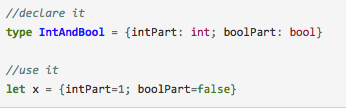 //declare it
type IntAndBool = {intPart: int; boolPart: bool}
//use it
let x = {intPart=1; boolPart=false}